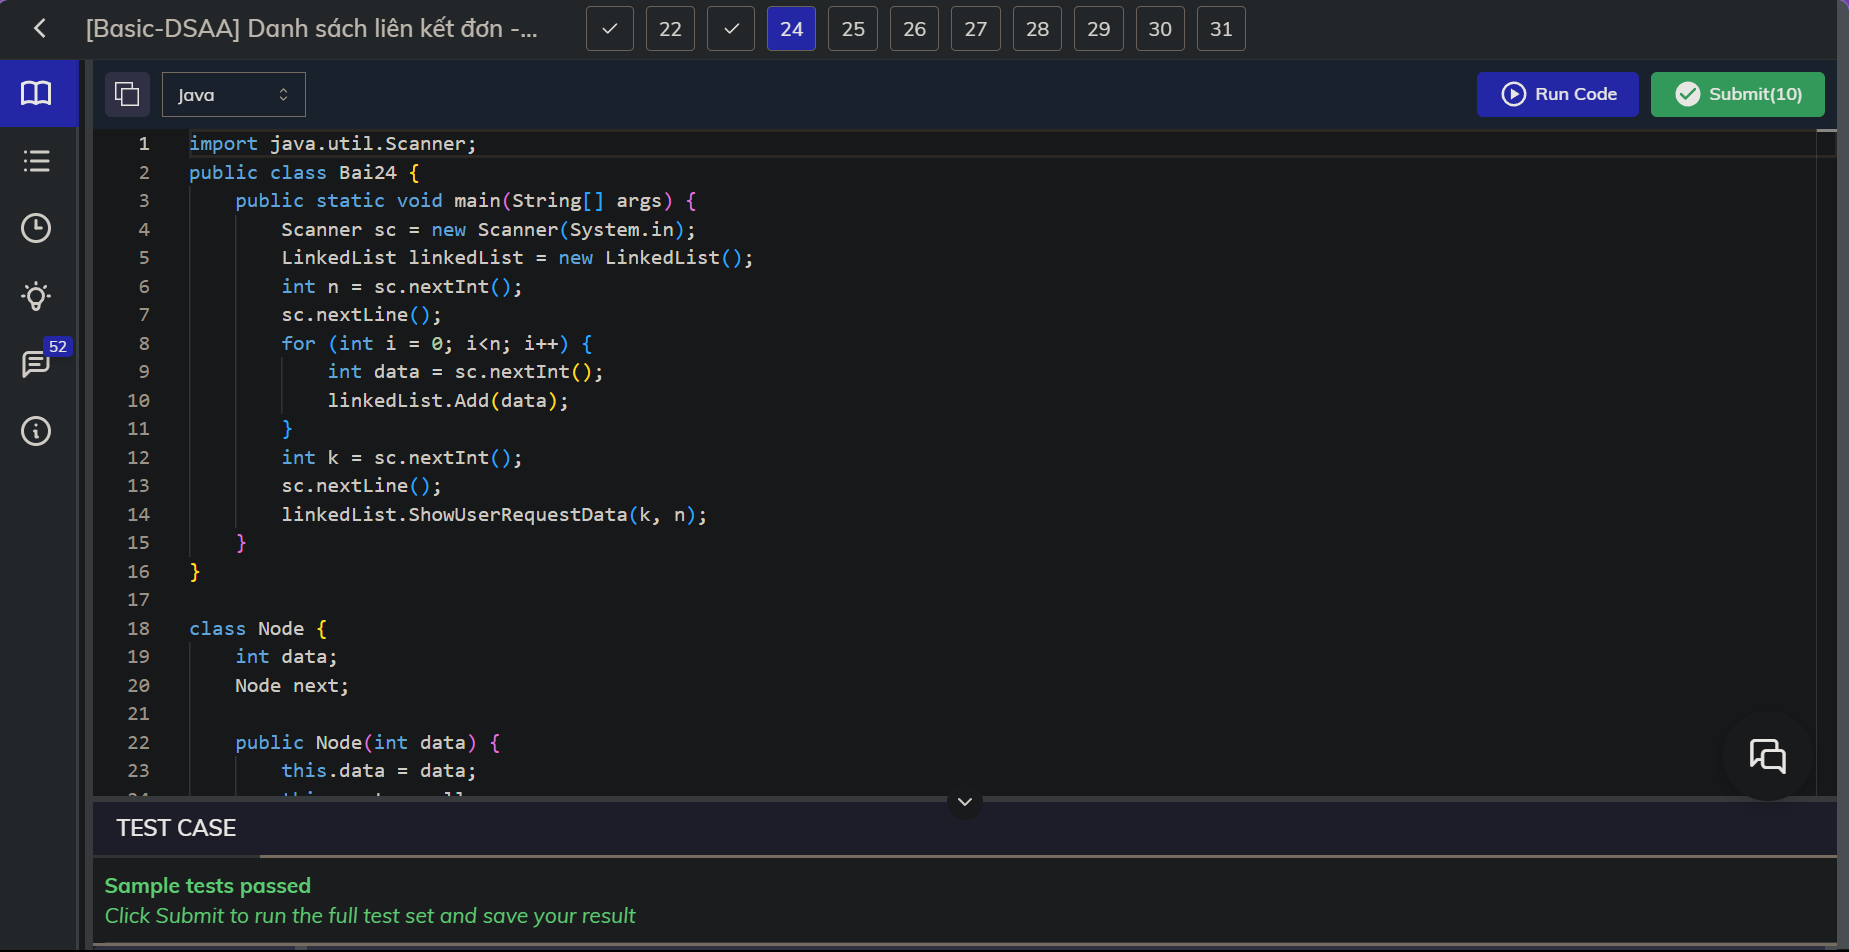 [Basic-DSAA] Danh sách liên kết đơn -...
22
24
25
26
27
28
29
30
31
Java
Run Code
Submit(10)
52
1 import java.util.Scanner;
2 public class Bai24 {
3 public static void main(String[] args) {
4 Scanner sc = new Scanner(System.in);
5 LinkedList linkedList = new LinkedList();
6 int n = sc.nextInt();
7 sc.nextLine();
8 for (int i = 0; i<n; i++) {
9 int data = sc.nextInt();
10 linkedList.Add(data);
11 }
12 int k = sc.nextInt();
13 sc.nextLine();
14 linkedList.ShowUserRequestData(k, n);
15 }
16 }
17
18 class Node {
19 int data;
20 Node next;
21
22 public Node(int data) {
23 this.data = data;
TEST CASE
Sample tests passed
Click Submit to run the full test set and save your result